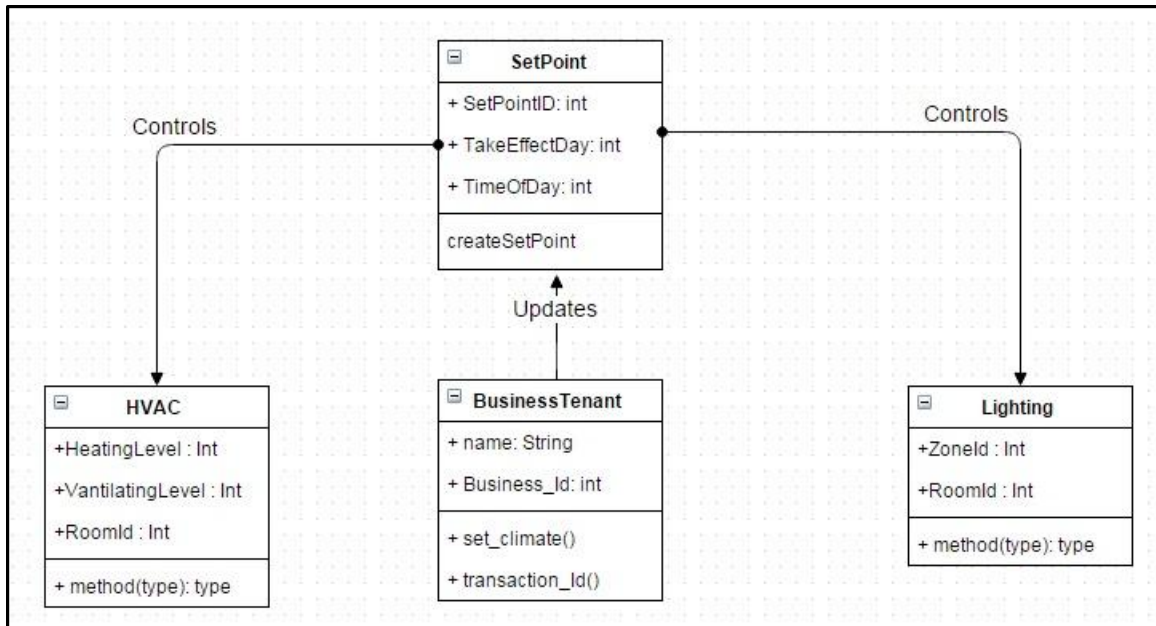 SetPoint
+ SetPointID: int
+ TakeEffectDay: int
+ TimeOfDay: int
createSetPoint
Controls
Controls
Updates
HVAC
+HeatingLevel : Int
+VantilatingLevel : Int
+RoomId : Int
+ method(type): type
BusinessTenant
+ name: String
+ Business_Id: int
+ set_climate()
+ transaction_Id()
Lighting
+ZoneId : Int
+RoomId : Int
+ method(type): type